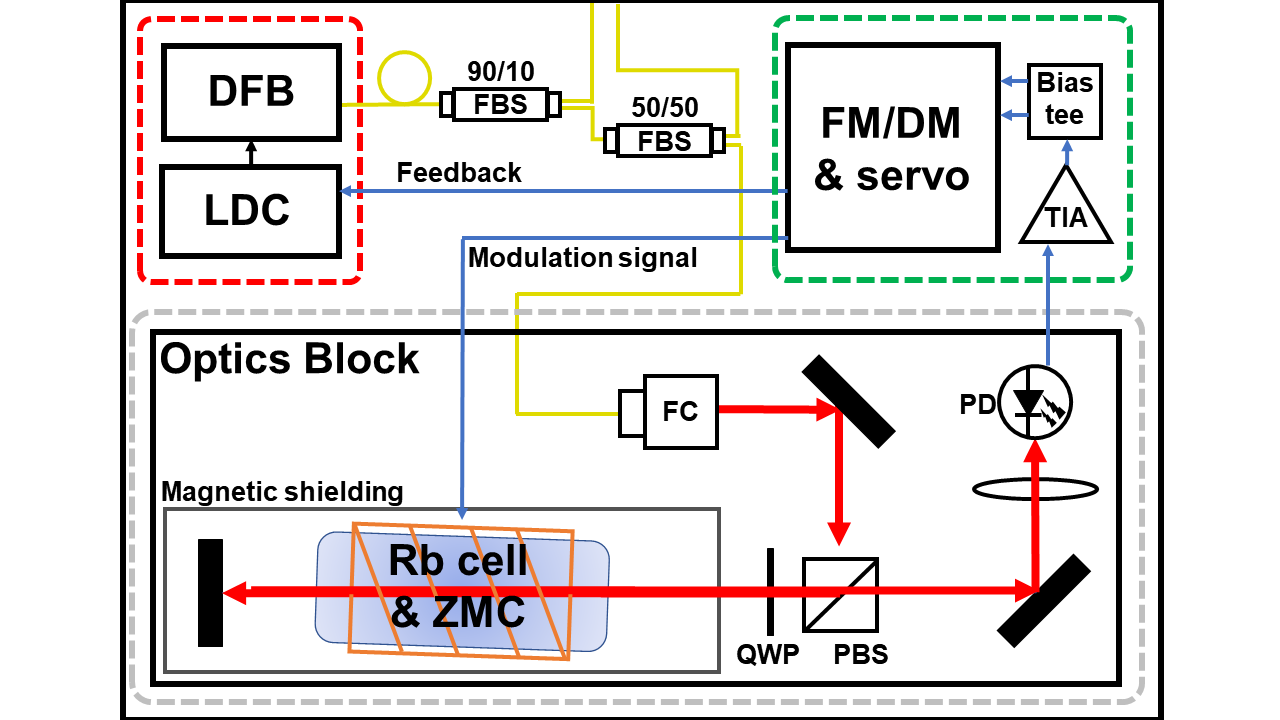 DFB
LDC
90/10
FBS
50/50
FBS
Feedback
Modulation signal
FM/DM
& servo
Bias
tee
TIA
Optics Block
FC
PD
Magnetic shielding
Rb cell
& ZMC
QWP
PBS